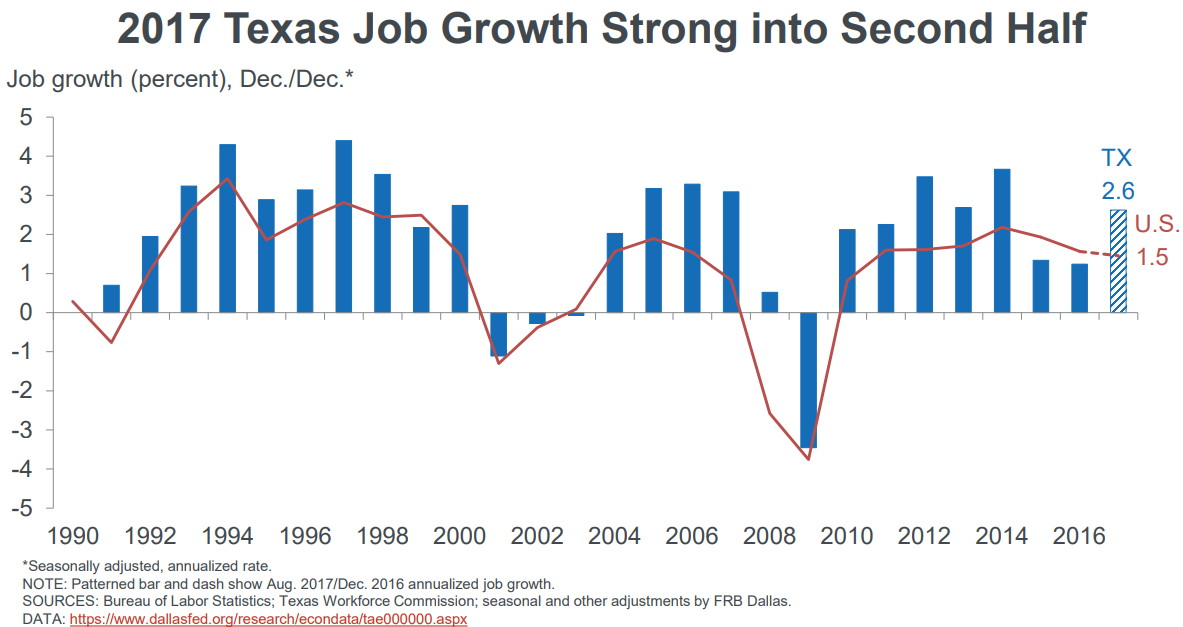 2017 Texas Job Growth Strong into Second Half
Job growth (percent), Dec./Dec.*
5
4
3
2
1
0
-1
-2
-3
-4
-5
TX
2.6
U.S.
1.5
1990 1992 1994 1996 1998 2000 2002 2004 2006 2008 2010 2012 2014 2016
*Seasonally adjusted, annualized rate.
NOTE: Patterned bar and dash show Aug. 2017/Dec. 2016 annualized job growth.
SOURCES: Bureau of Labor Statistics; Texas Workforce Commission; seasonal and other adjustments by FRB Dallas.
DATA: https://www.dallasfed.org/research/econdata/tae000000.aspx